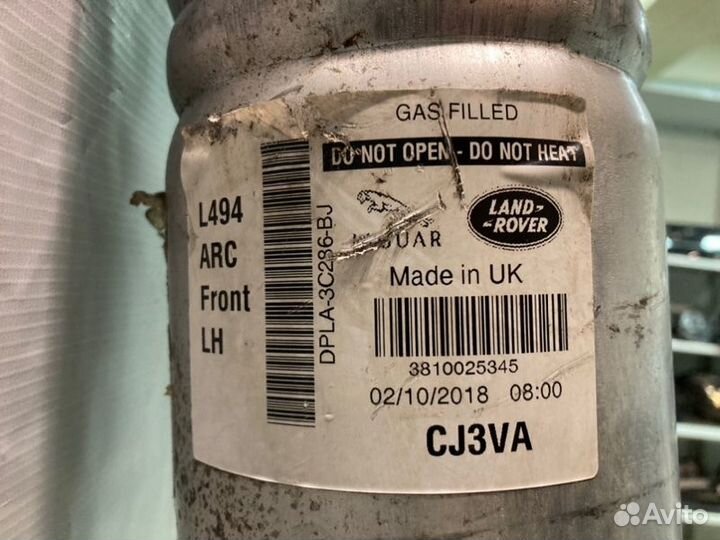 GAS FILLED
DO NOT OPEN - DO NOT HEAT
L494
ARC
Front
LH
DPLA-3C286-BJ
JAGUAR
LAND-
-ROVER
Made in UK
3810025345
02/10/2018 08:00
CJ3VA
Avito